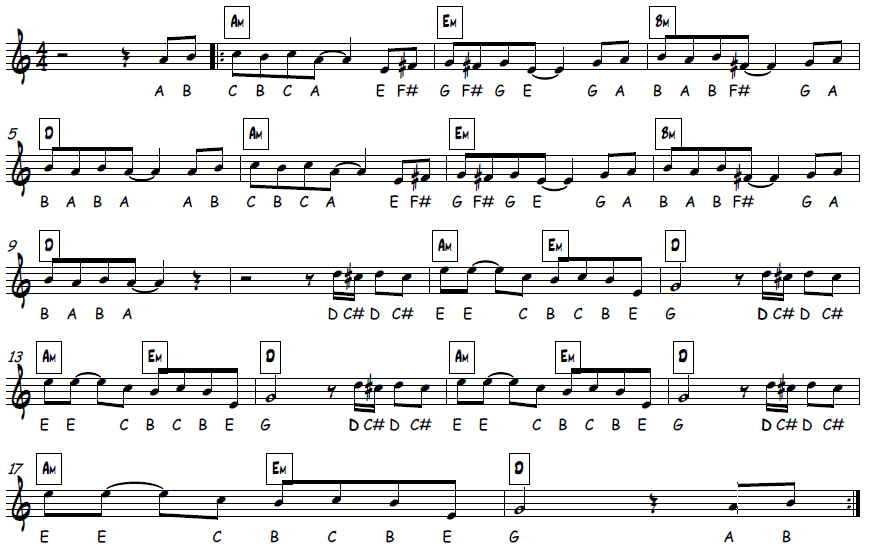 Am Em Bm
4 4
A B C B C A E F# G F# G E G A B A B F# G A
5 D Am Em Bm
B A B A A B C B C A E F# G F# G E G A B A B F# G A
9 D Am Em D
B A B A D C# D C# E E C B C B E G D C# D C#
13 Am Em D Am Em D
E E C B C B E G D C# D C# E E C B C B E G D C# D C#
17 Am Em D
E E C B C B E G A B